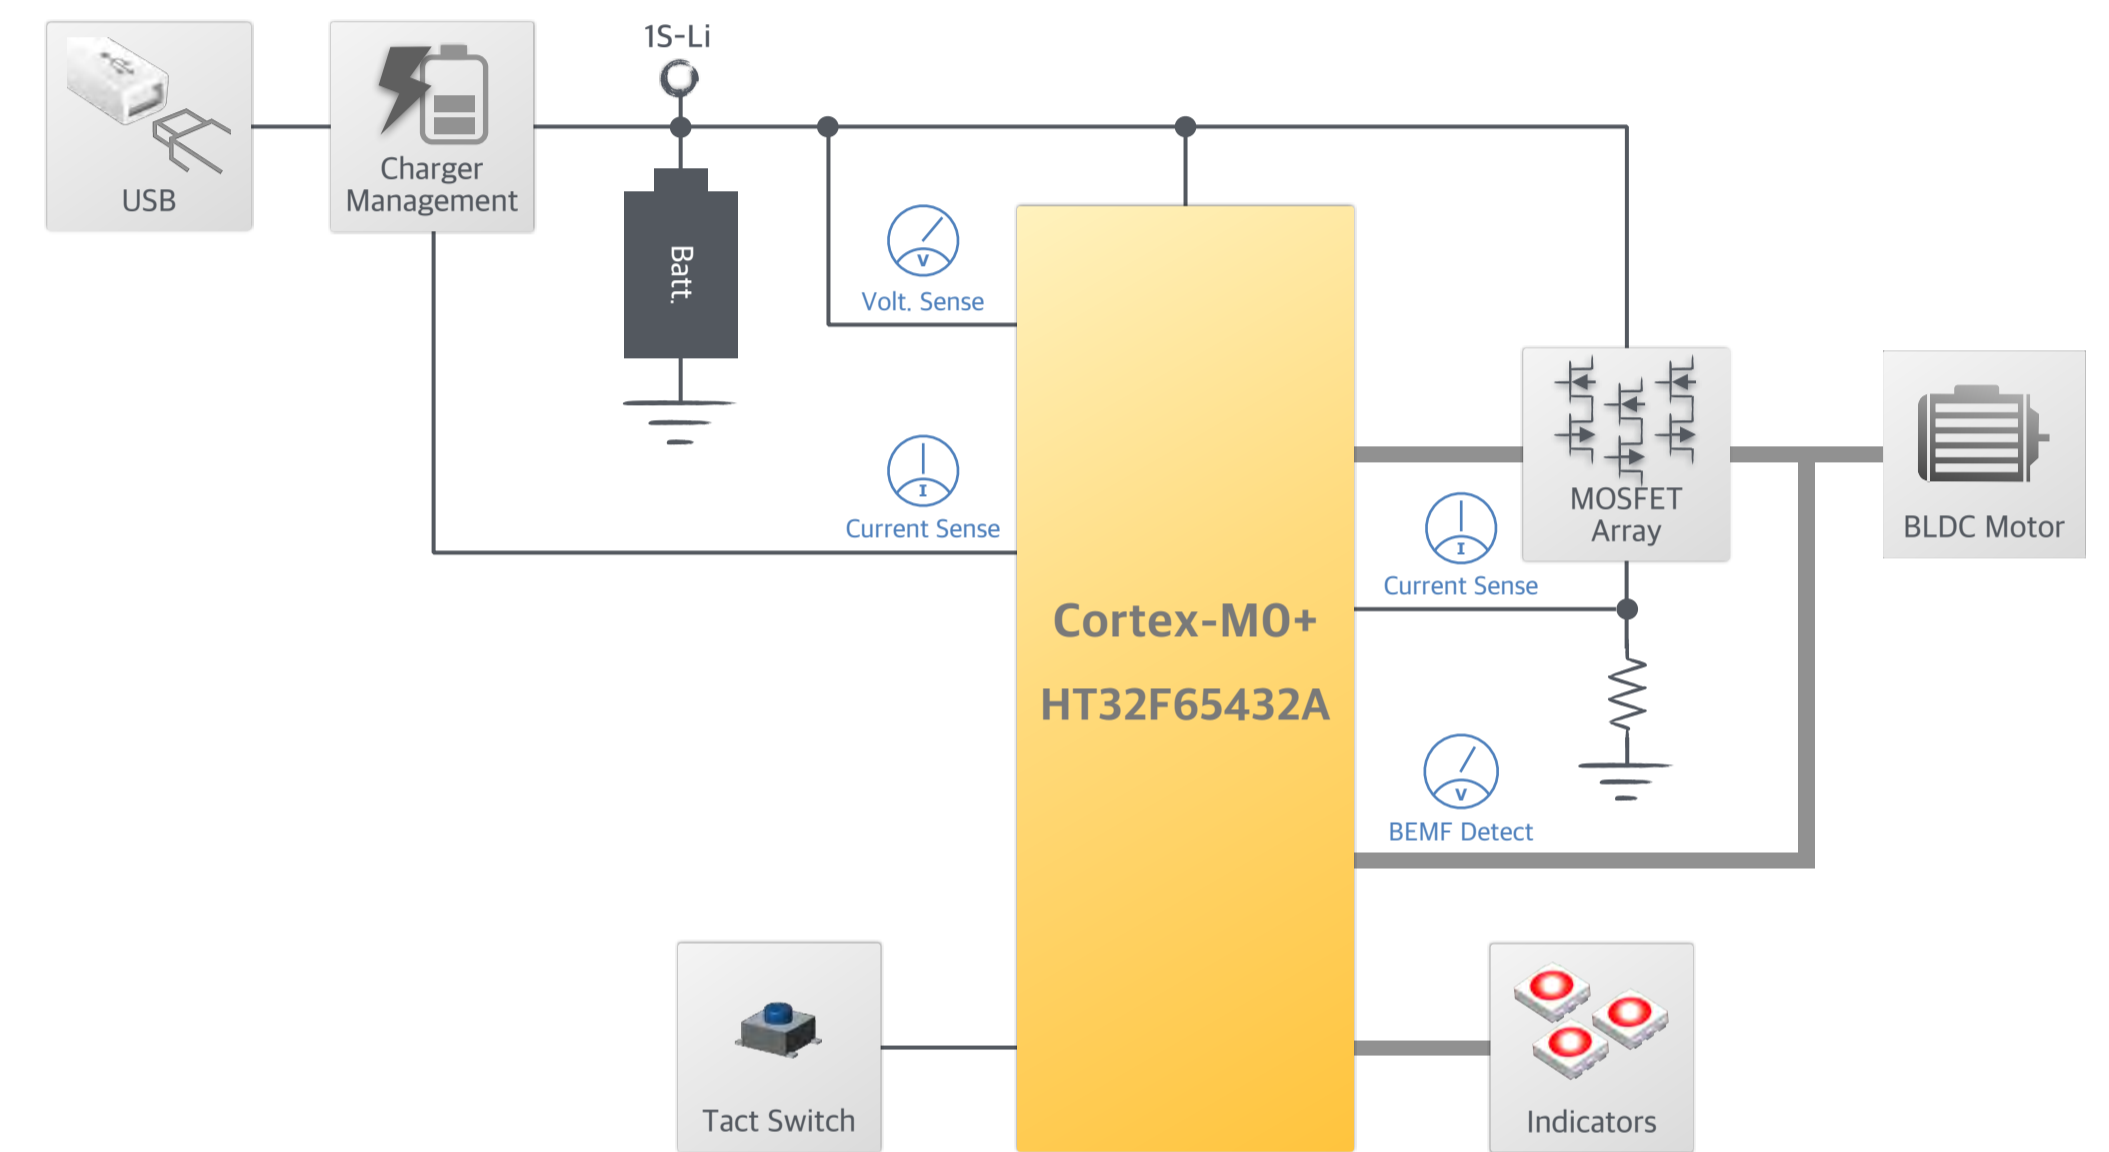 1S-Li
USB
Charger
Management
Batt.
V
Volt. Sense
I
Current Sense
Cortex-M0+
HT32F65432A
MOSFET
Array
BLDC Motor
I
Current Sense
V
BEMF Detect
Tact Switch
Indicators